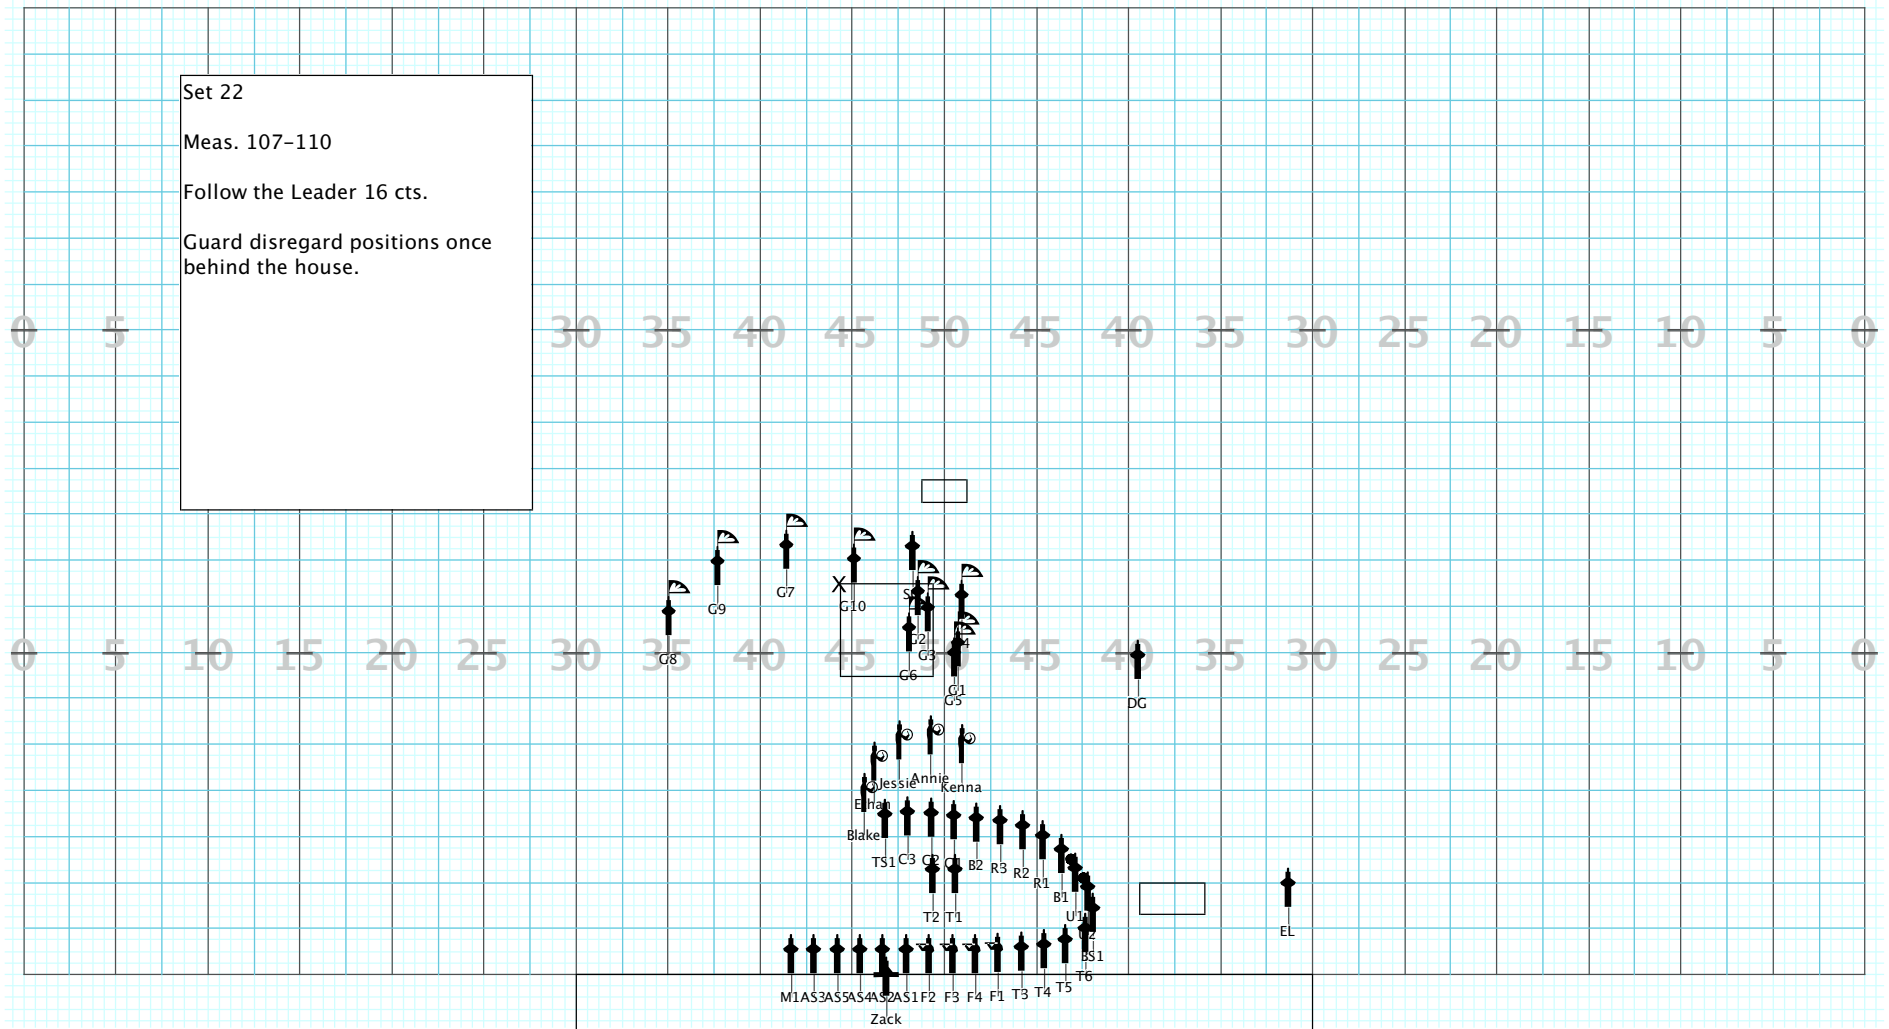 Set 22
Meas. 107-110
Follow the Leader 16 cts.
Guard disregard positions once
behind the house.
0 5 30 35 40 45 50 45 40 35 30 25 20 15 10 5 0
G7
G9
G10
G2
G3
G8
G6
0 5 10 15 20 25 30 35 40 45 50 45 40 35 30 25 20 15 10 5 0
G1
G5
DG
Annie
Jessie
Kenna
Ethan
Blake
TS1 C3 C2 C1 B2 R3 R2 R1 B1
T2 T1 U1
EL
U2
BS1
T6
M1 AS3 AS5 AS4 AS2 AS1 F2 F3 F4 F1 T3 T4 T5
Zack